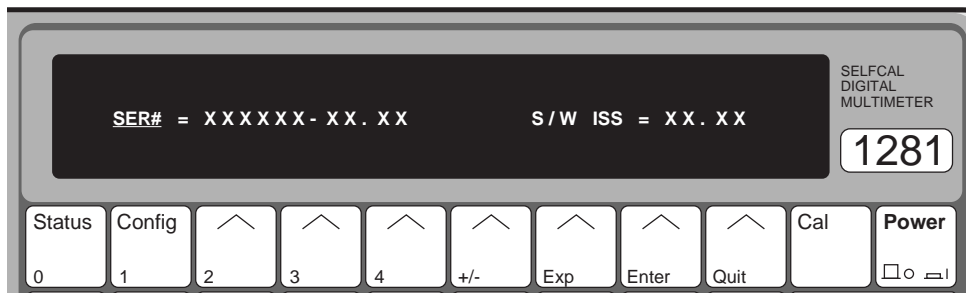 SELFCAL
DIGITAL
MULTIMETER
SER# = XXXXXX-XX.XX S/W ISS = XX.XX
1281
Status Config Cal Power
0 1 2 3 4 +/- Exp Enter Quit